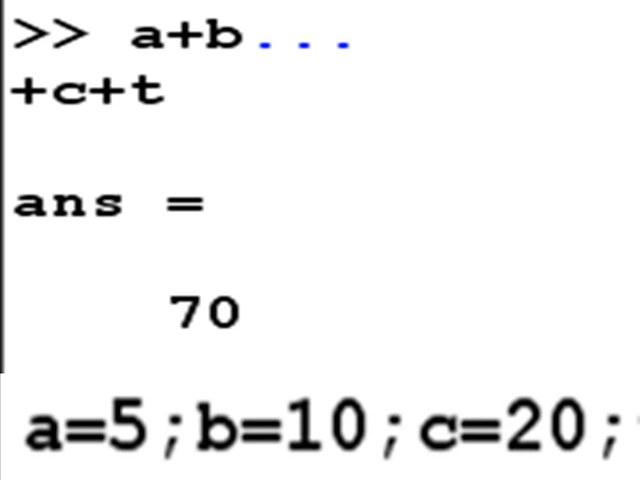 >> a+b...
+c+t
ans =
70
a=5;b=10;c=20;